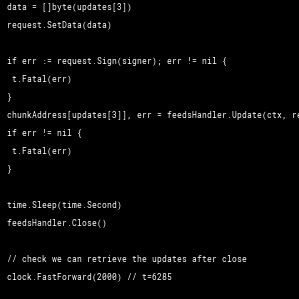 data = []byte(updates[3])
request.SetData(data)
if err := request.Sign(signer); err != nil {
t.Fatal(err)
}
chunkAddress[updates[3]], err = feedsHandler.Update(ctx, re
if err != nil {
t.Fatal(err)
}
time.Sleep(time.Second)
feedsHandler.Close()
// check we can retrieve the updates after close
clock.FastForward(2000) // t=6285